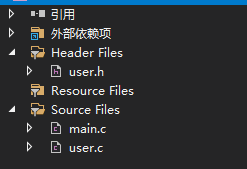 引用
外部依赖项
Header Files
user.h
Resource Files
Source Files
main.c
user.c